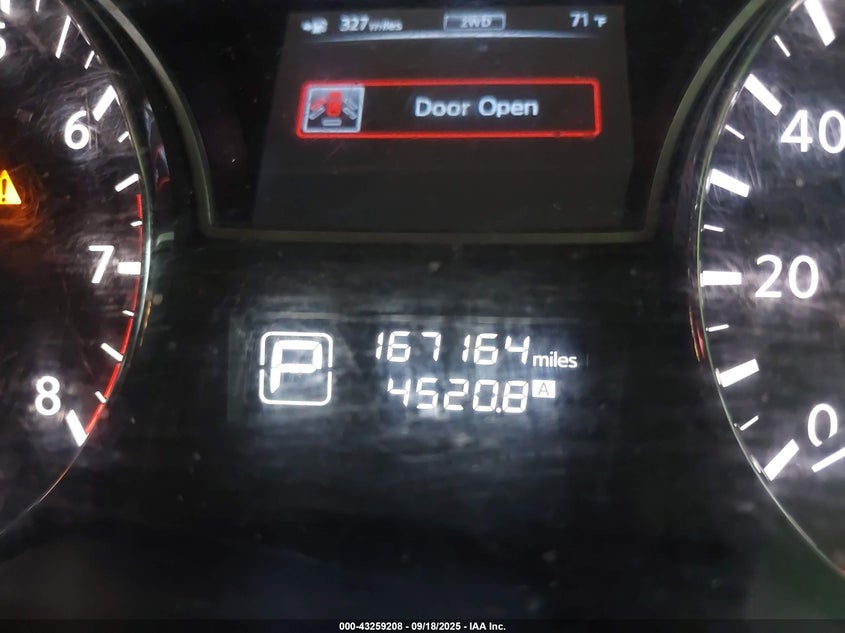 327 miles 2WD 71 °F
Door Open
6
7
8
P
167164 miles
4520.8 A
40
20
0
000-43259208 - 09/18/2025 - IAA Inc.